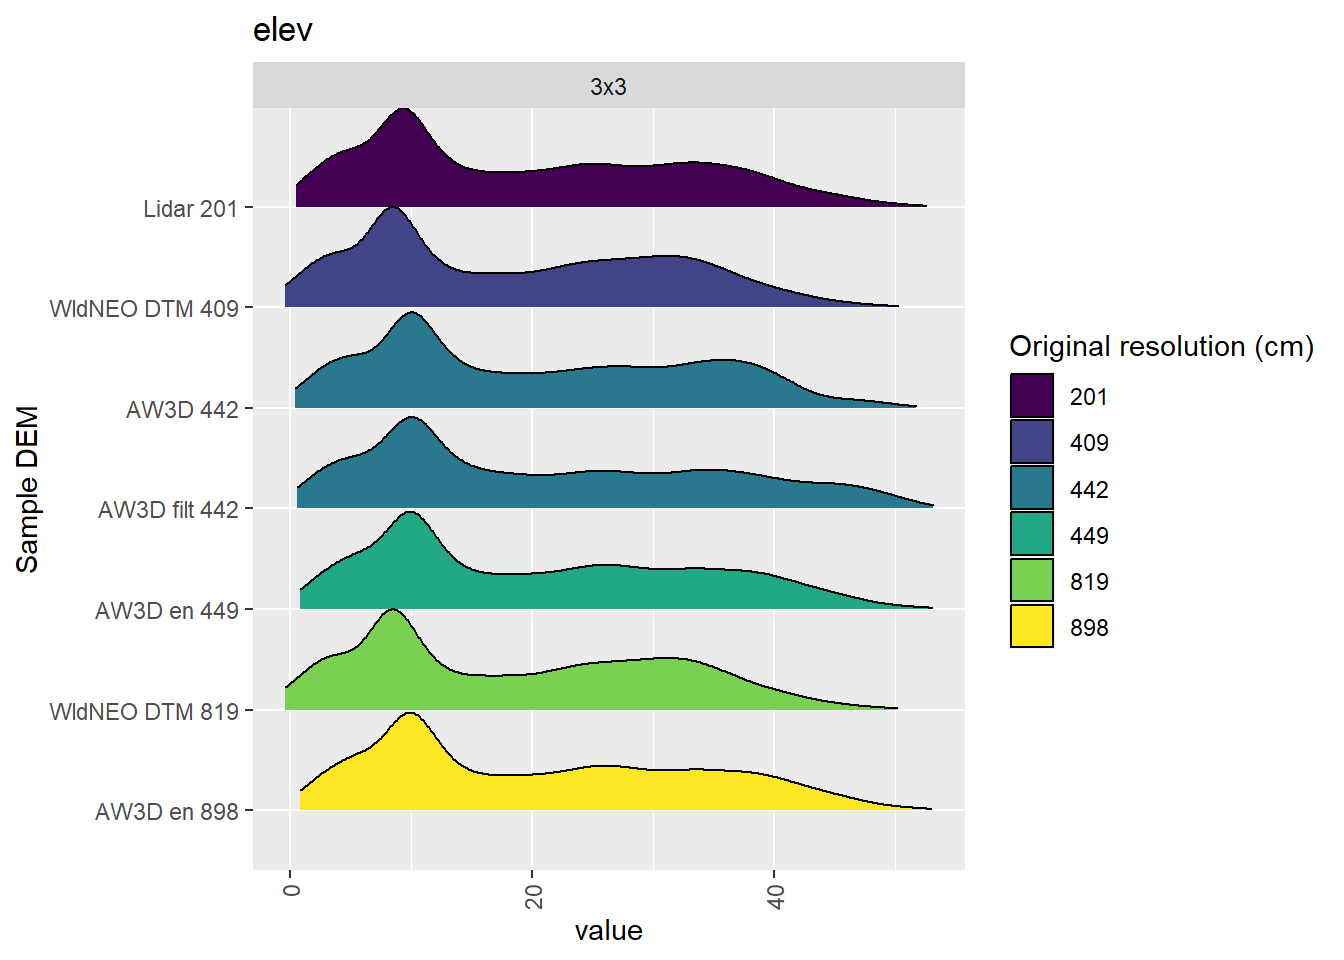 elev
3x3
Sample DEM
Lidar 201
WldNEO DTM 409
AW3D 442
AW3D filt 442
AW3D en 449
WldNEO DTM 819
AW3D en 898
0
20
40
value
Original resolution (cm)
201
409
442
449
819
898